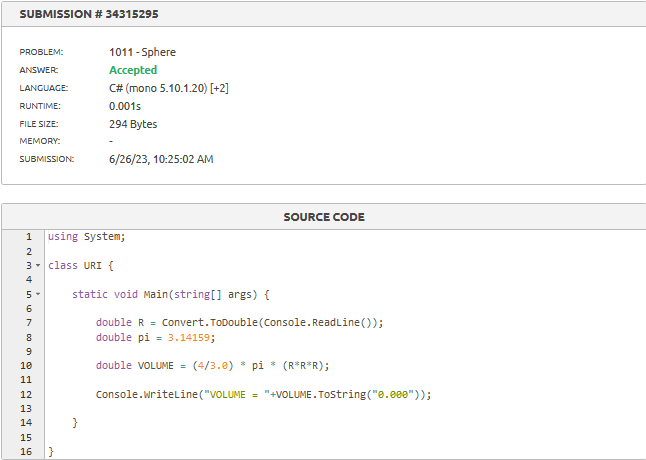 SUBMISSION # 34315295
PROBLEM: 1011 - Sphere
ANSWER: Accepted
LANGUAGE: C# (mono 5.10.1.20) [+2]
RUNTIME: 0.001s
FILE SIZE: 294 Bytes
MEMORY: -
SUBMISSION: 6/26/23, 10:25:02 AM
SOURCE CODE
1 using System;
2
3 class URI {
4
5 static void Main(string[] args) {
6
7 double R = Convert.ToDouble(Console.ReadLine());
8 double pi = 3.14159;
9
10 double VOLUME = (4/3.0) * pi * (R*R*R);
11
12 Console.WriteLine("VOLUME = "+VOLUME.ToString("0.000"));
13
14 }
15
16 }